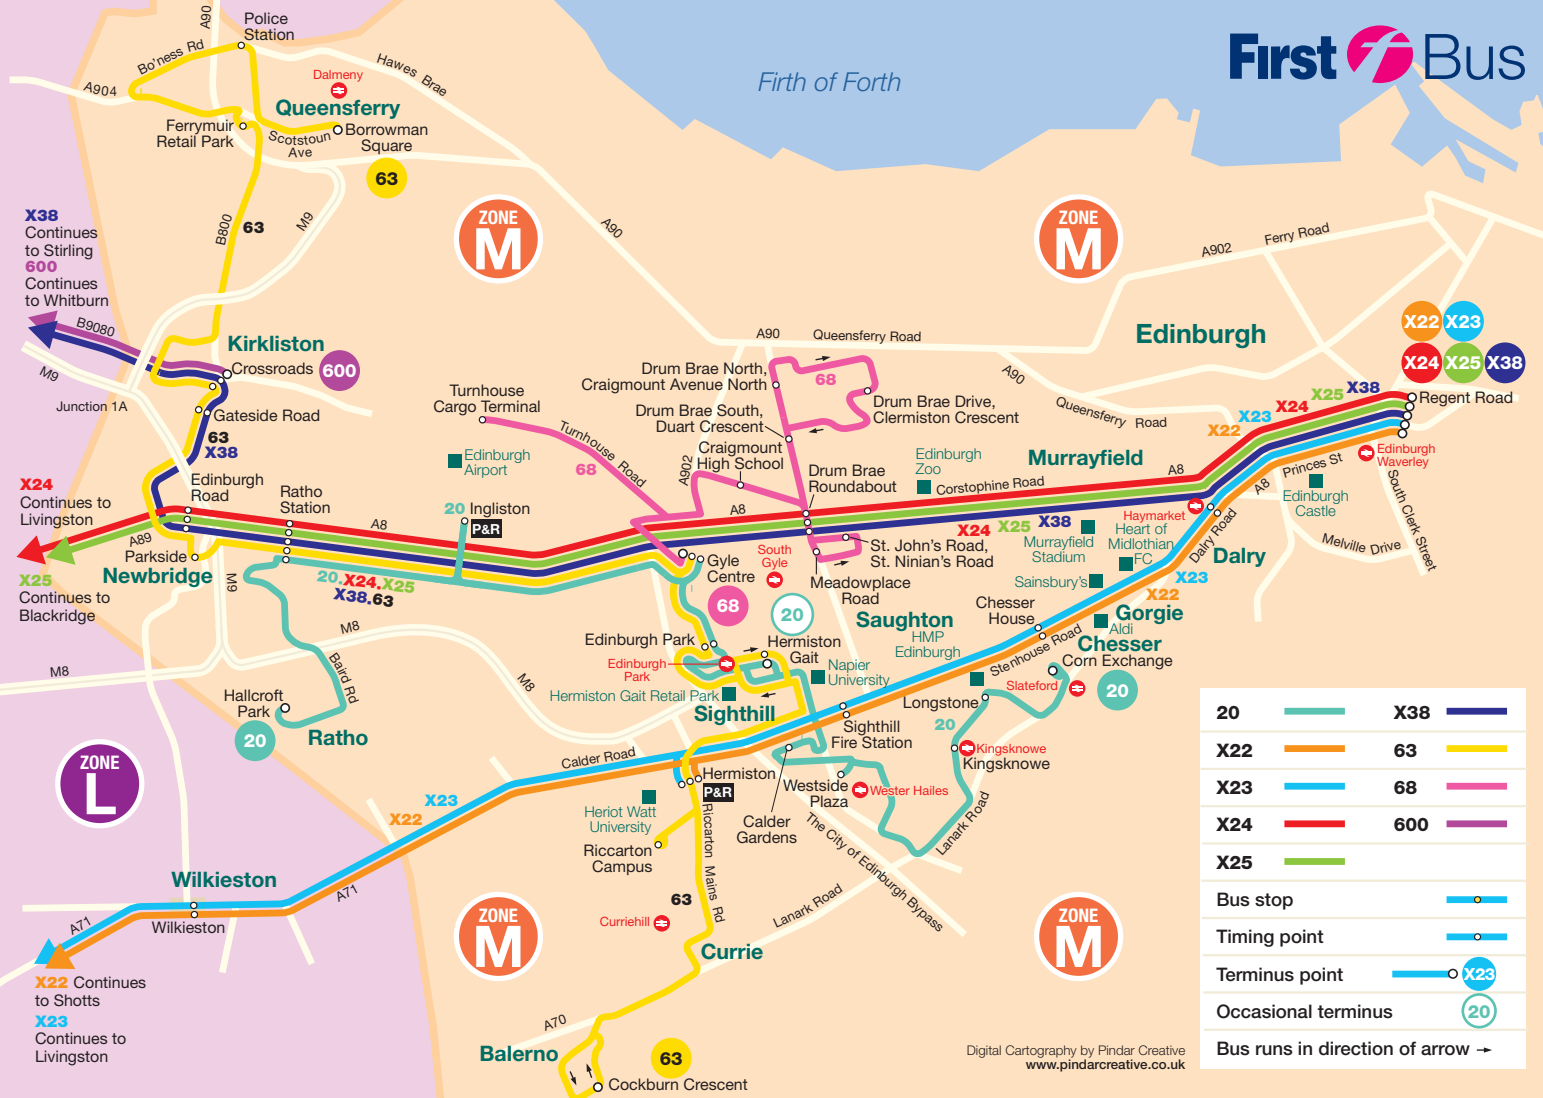 First Bus
Firth of Forth
A90
Police
Station
Bo'ness Rd
Hawes Brae
A904
Dalmeny
Queensferry
Ferrymuir
Retail Park
Scotstoun
Ave
Borrowman
Square
63
B800
63
M9
A90
ZONE
M
ZONE
M
A902
Ferry Road
X38
Continues
to Stirling
600
Continues
to Whitburn
B9080
M9
Junction 1A
Kirkliston
Crossroads
600
Gateside Road
63
X38
Edinburgh
Road
Ratho
Station
A8
X24
Continues to
Livingston
A89
Parkside
Newbridge
X25
Continues to
Blackridge
M9
20.X24.X25
X38.63
Turnhouse
Cargo Terminal
Turnhouse Road
68
Edinburgh
Airport
20 Ingliston
P&R
A90
Queensferry Road
Edinburgh
X22 X23
X24 X25 X38
Drum Brae North,
Craigmount Avenue North
68
Drum Brae Drive,
Clermiston Crescent
Drum Brae South,
Duart Crescent
Craigmount
High School
A902
A8
Drum Brae
Roundabout
Edinburgh
Zoo
Corstophine Road
Murrayfield
A8
A90
Queensferry Road
X22
X23
X24
X25
X38
Regent Road
Edinburgh
Waverley
Princes St
A8
Edinburgh
Castle
South Clerk Street
Melville Drive
X24
X25
X38
Haymarket
Murrayfield
Stadium
Heart of
Midlothian
FC
Dalry Road
Dalry
Sainsbury's
X23
X22
Gorgie
Aldi
Chesser
Corn Exchange
Chesser
House
Stenhouse Road
Slateford
20
St. John's Road,
St. Ninian's Road
Meadowplace
Road
South
Gyle
Gyle
Centre
68
20
Saughton
HMP
Edinburgh
Edinburgh Park
Edinburgh
Park
Hermiston
Gait
Napier
University
Hermiston Gait Retail Park
Sighthill
Longstone
20
Sighthill
Fire Station
Kingsknowe
Kingsknowe
Westside
Plaza
Wester Hailes
Lanark Road
Calder
Gardens
The City of Edinburgh Bypass
M8
M8
M8
Baird Rd
Hallcroft
Park
20
Ratho
ZONE
L
Calder Road
Hermiston
P&R
Heriot Watt
University
Riccarton
Campus
Riccarton Mains Rd
63
X23
X22
Wilkieston
A71
A71
Wilkieston
X22 Continues
to Shotts
X23
Continues to
Livingston
ZONE
M
ZONE
M
Curriehill
Currie
Lanark Road
A70
Balerno
63
Cockburn Crescent
20
X38
X22
63
X23
68
X24
600
X25
Bus stop
Timing point
Terminus point X23
Occasional terminus 20
Bus runs in direction of arrow
Digital Cartography by Pindar Creative
www.pindarcreative.co.uk